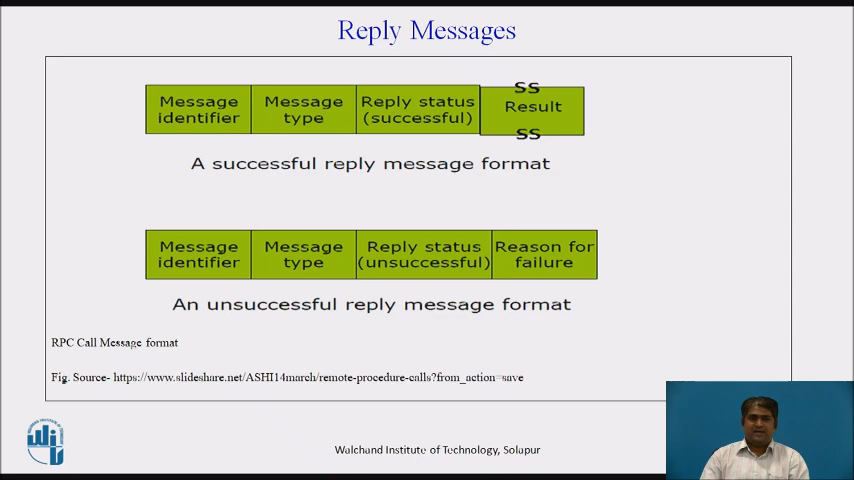 Reply Messages
Message identifier
Message type
Reply status (successful)
SS
Result
SS
A successful reply message format
Message identifier
Message type
Reply status (unsuccessful)
Reason for failure
An unsuccessful reply message format
RPC Call Message format
Fig. Source- https://www.slideshare.net/ASHI14march/remote-procedure-calls?from_action=save
Walchand Institute of Technology, Solapur